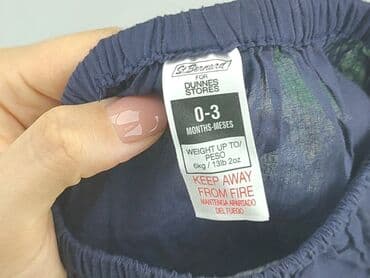 St Bernard
FOR
DUNNES
STORES
0-3
MONTHS-MESES
WEIGHT UP TO/
PESO
6kg / 13lb 2oz
KEEP AWAY
FROM FIRE
MANTENGA APARTADO
DEL FUEGO